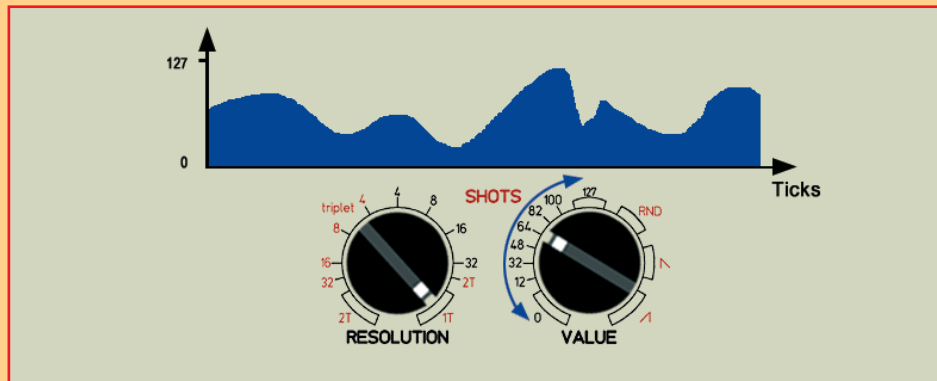 127
0
Ticks
SHOTS
triplet 4 4 8 16 32 2T 1T
8 16 32 2T
RESOLUTION
0 12 32 48 64 82 100 127 RND
VALUE